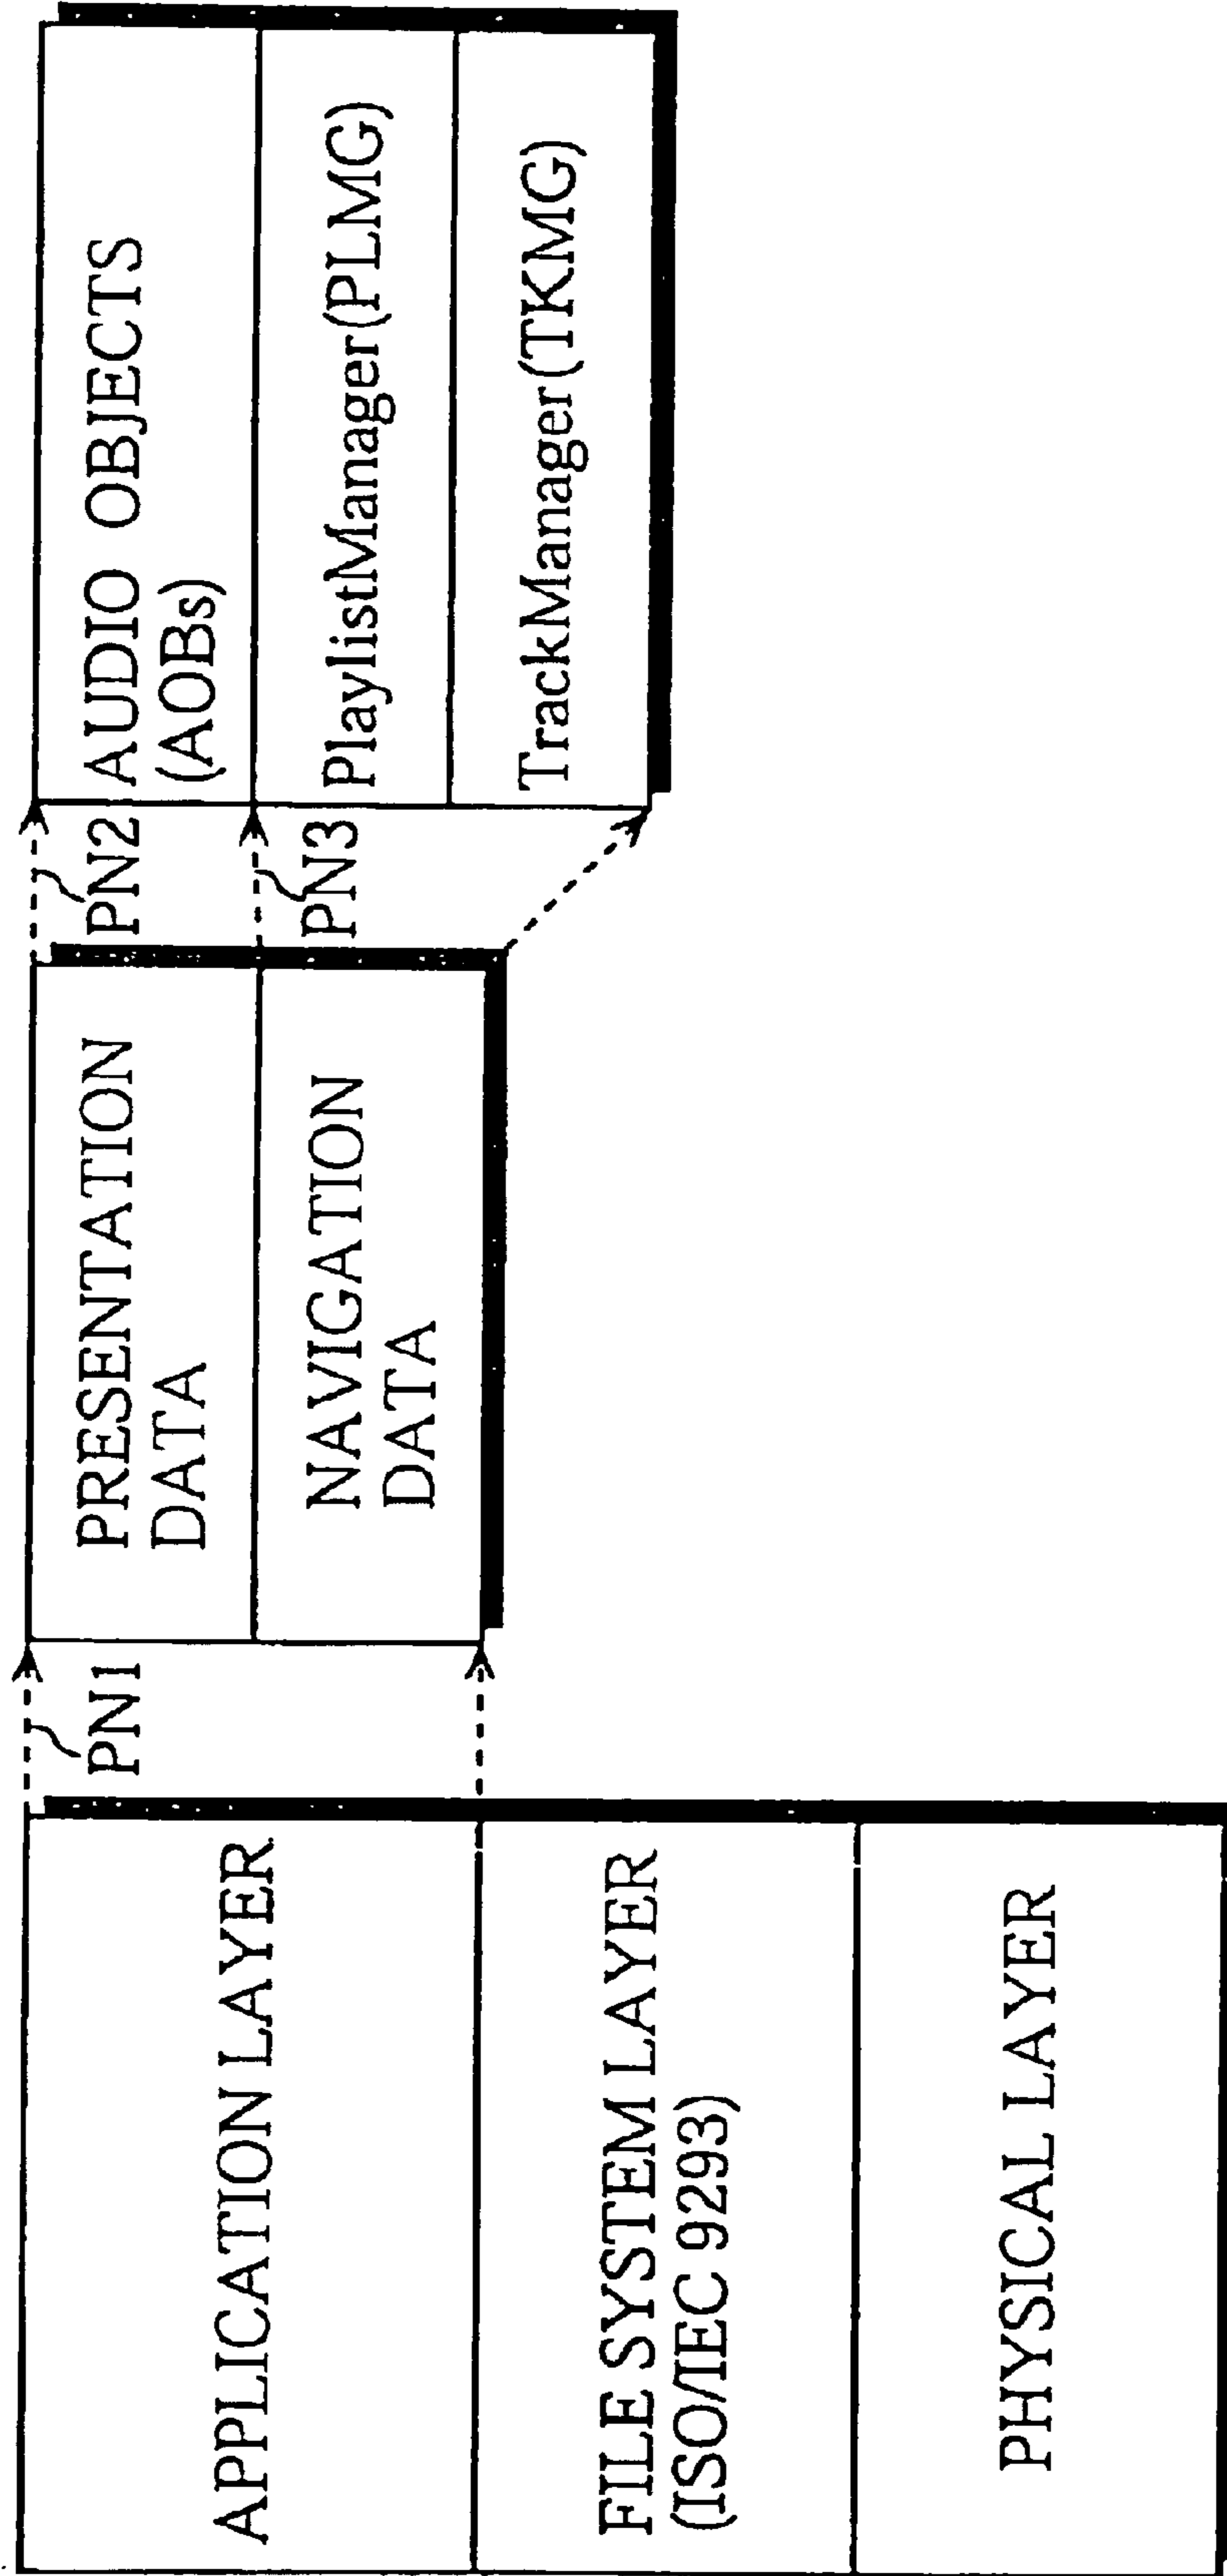 APPLICATION LAYER
FILE SYSTEM LAYER
(ISO/IEC 9293)
PHYSICAL LAYER
PN1
PRESENTATION
DATA
NAVIGATION
DATA
PN2
PN3
AUDIO OBJECTS
(AOBs)
PlaylistManager(PLMG)
TrackManager(TKMG)